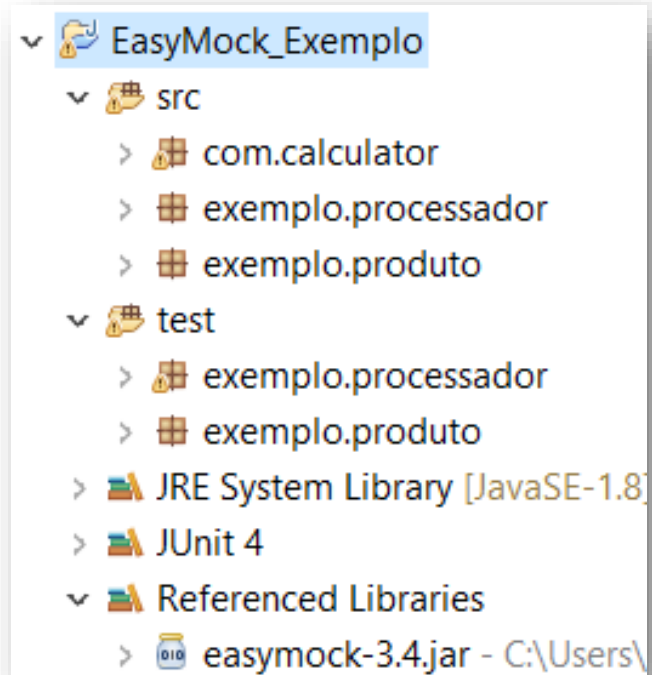 EasyMock_Exemplo
src
com.calculator
exemplo.processador
exemplo.produto
test
exemplo.processador
exemplo.produto
JRE System Library [JavaSE-1.8]
JUnit 4
Referenced Libraries
easymock-3.4.jar - C:\Users\